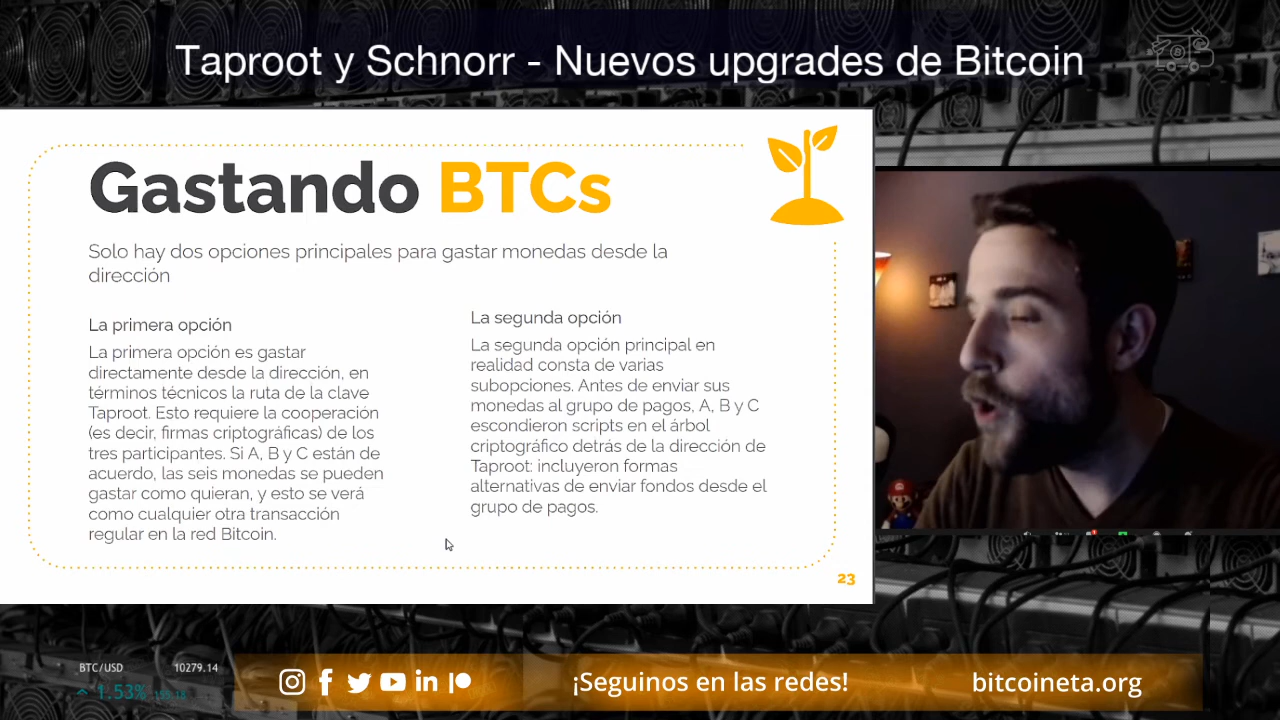 Taproot y Schnorr - Nuevos upgrades de Bitcoin
Gastando BTCs
Solo hay dos opciones principales para gastar monedas desde la
dirección
La primera opción
La primera opción es gastar
directamente desde la dirección, en
términos técnicos la ruta de la clave
Taproot. Esto requiere la cooperación
(es decir, firmas criptográficas) de los
tres participantes. Si A, B y C están de
acuerdo, las seis monedas se pueden
gastar como quieran, y esto se verá
como cualquier otra transacción
regular en la red Bitcoin.
La segunda opción
La segunda opción principal en
realidad consta de varias
subopciones. Antes de enviar sus
monedas al grupo de pagos, A, B y C
escondieron scripts en el árbol
criptográfico detrás de la dirección de
Taproot: incluyeron formas
alternativas de enviar fondos desde el
grupo de pagos.
23
BTC/USD 10279.14
1.53%
¡Seguinos en las redes!
bitcoineta.org